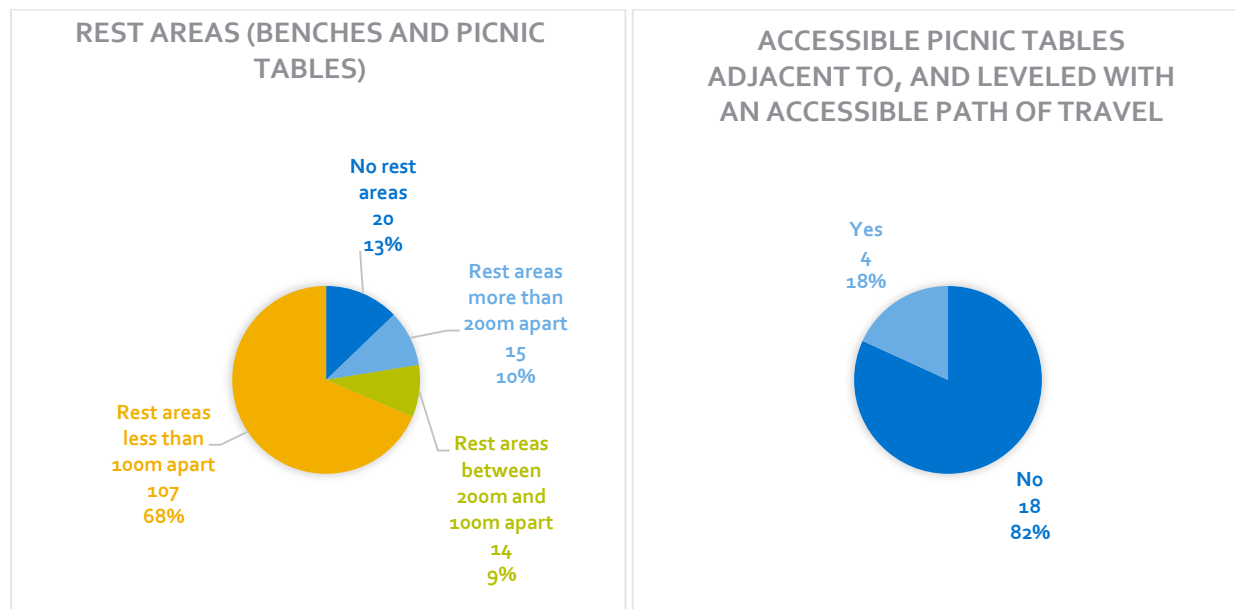 REST AREAS (BENCHES AND PICNIC
TABLES)
No rest
areas
20
13%
Rest areas
more than
200m apart
15
10%
Rest areas
between
200m and
100m apart
14
9%
Rest areas
less than
100m apart
107
68%
ACCESSIBLE PICNIC TABLES
ADJACENT TO, AND LEVELED WITH
AN ACCESSIBLE PATH OF TRAVEL
Yes
4
18%
No
18
82%